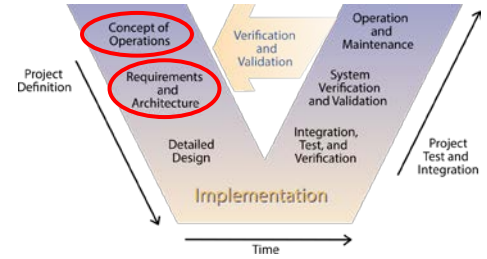 Concept of
Operations
Verification
and
Validation
Operation
and
Maintenance
Project
Definition
Requirements
and
Architecture
System
Verification
and Validation
Detailed
Design
Integration,
Test, and
Verification
Project
Test and
Integration
Implementation
Time